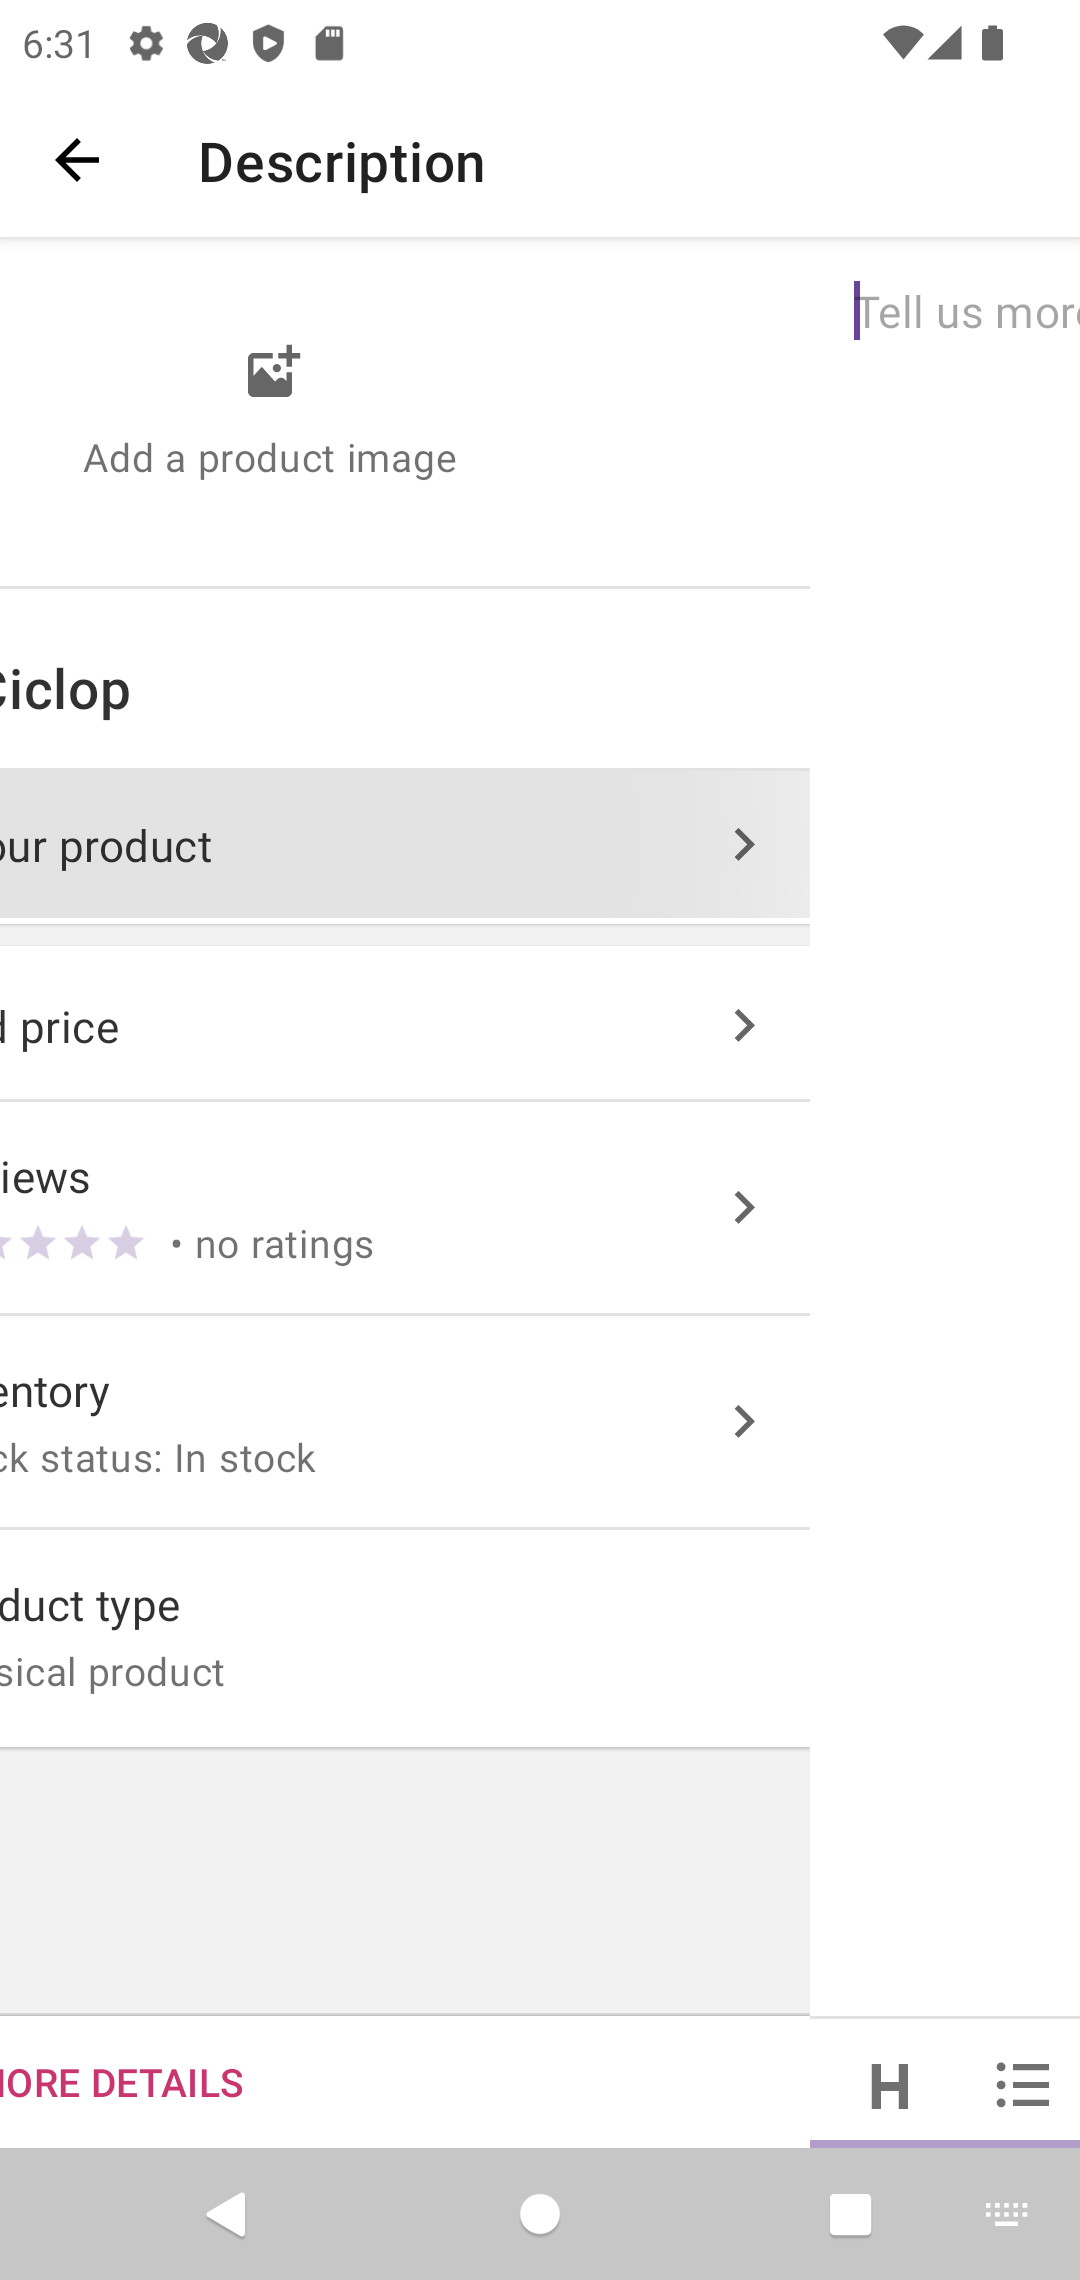 6:31
Description
Tell us more
Add a product image
Ciclop
our product
d price
iews
• no ratings
entory
ck status: In stock
duct type
sical product
MORE DETAILS
H